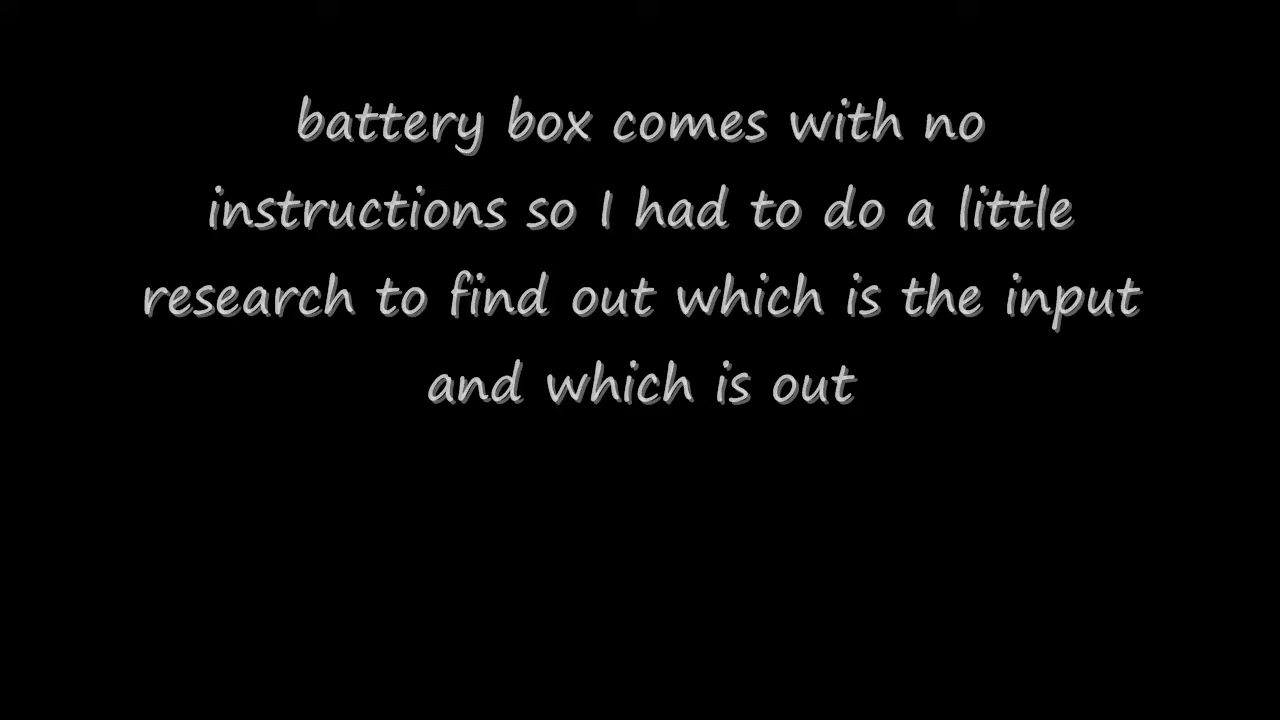 battery box comes with no
instructions so I had to do a little
research to find out which is the input
and which is out